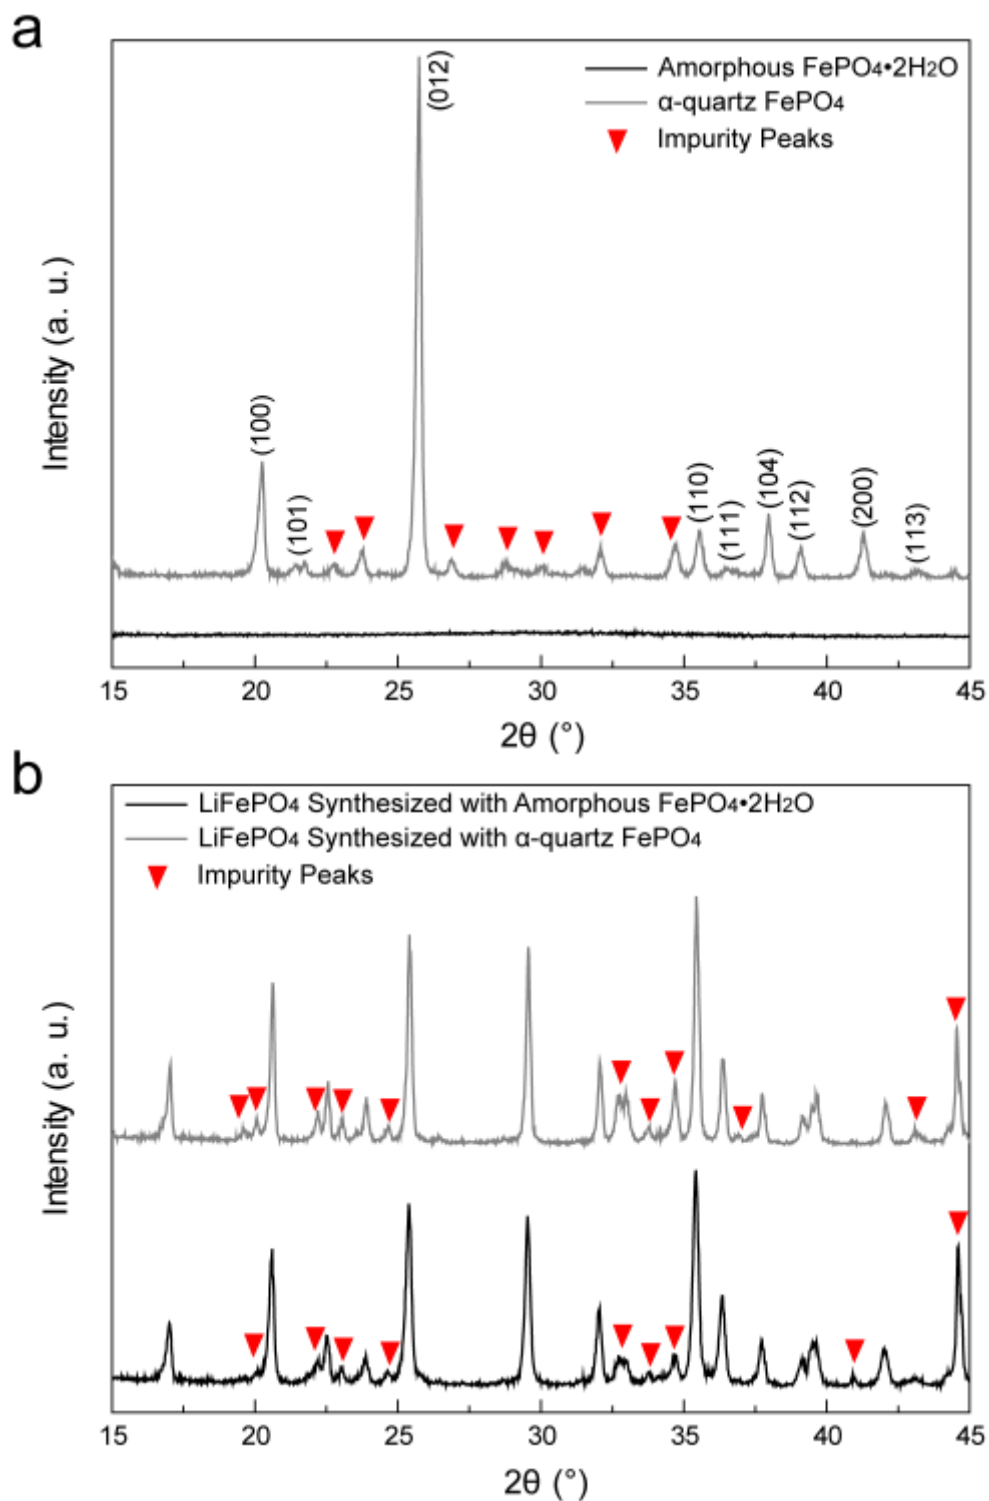 a
Amorphous FePO4•2H2O
α-quartz FePO4
Impurity Peaks
(012)
(100)
(101)
(110)
(111)
(104)
(112)
(200)
(113)
Intensity (a. u.)
15 20 25 30 35 40 45
2θ (°)
b
LiFePO4 Synthesized with Amorphous FePO4•2H2O
LiFePO4 Synthesized with α-quartz FePO4
Impurity Peaks
Intensity (a. u.)
15 20 25 30 35 40 45
2θ (°)